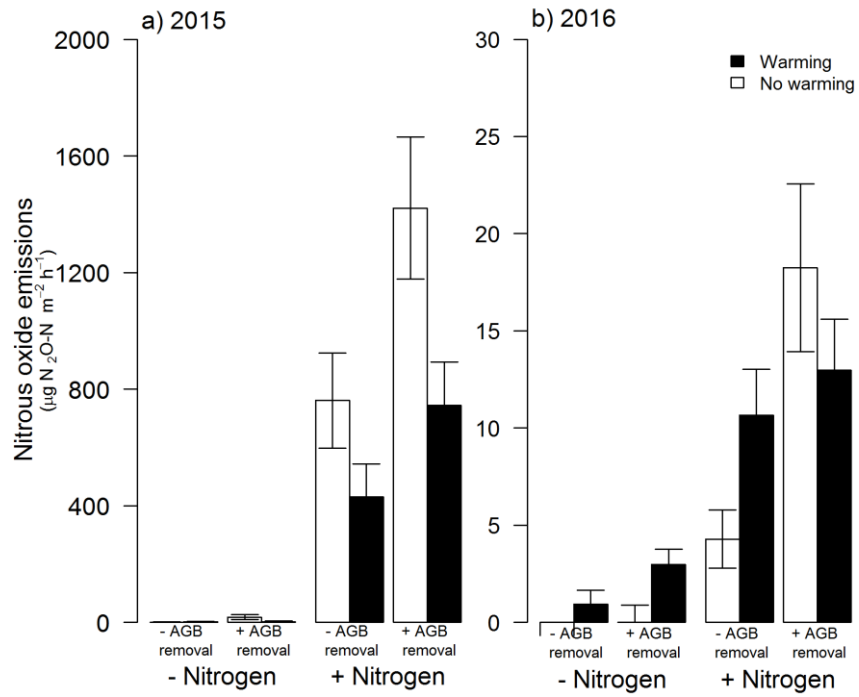 a) 2015
b) 2016
Warming
No warming
Nitrous oxide emissions
(µg N₂O-N m⁻² h⁻¹)
2000
1600
1200
800
400
0
30
25
20
15
10
5
0
- AGB removal
+ AGB removal
- AGB removal
+ AGB removal
- Nitrogen
+ Nitrogen
- AGB removal
+ AGB removal
- AGB removal
+ AGB removal
- Nitrogen
+ Nitrogen